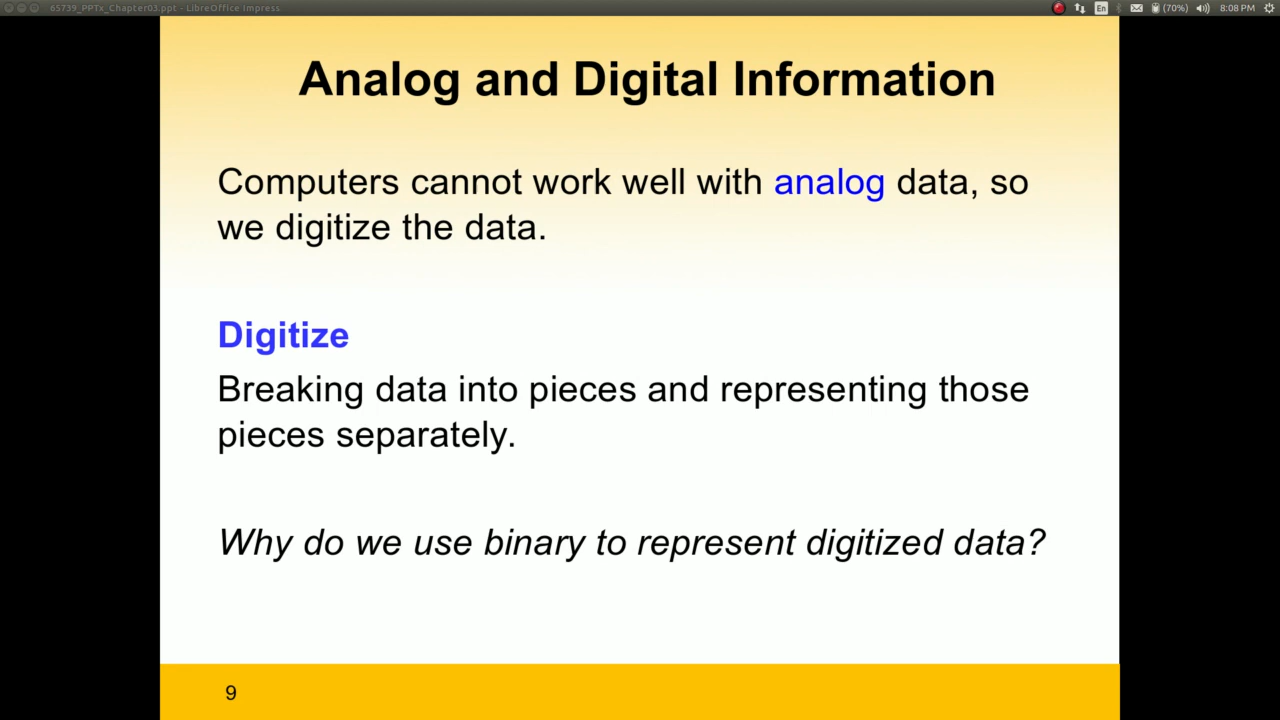 65739_PPTx_Chapter03.ppt - LibreOffice Impress
En (70%) 8:08 PM
Analog and Digital Information
Computers cannot work well with analog data, so
we digitize the data.
Digitize
Breaking data into pieces and representing those
pieces separately.
Why do we use binary to represent digitized data?
9